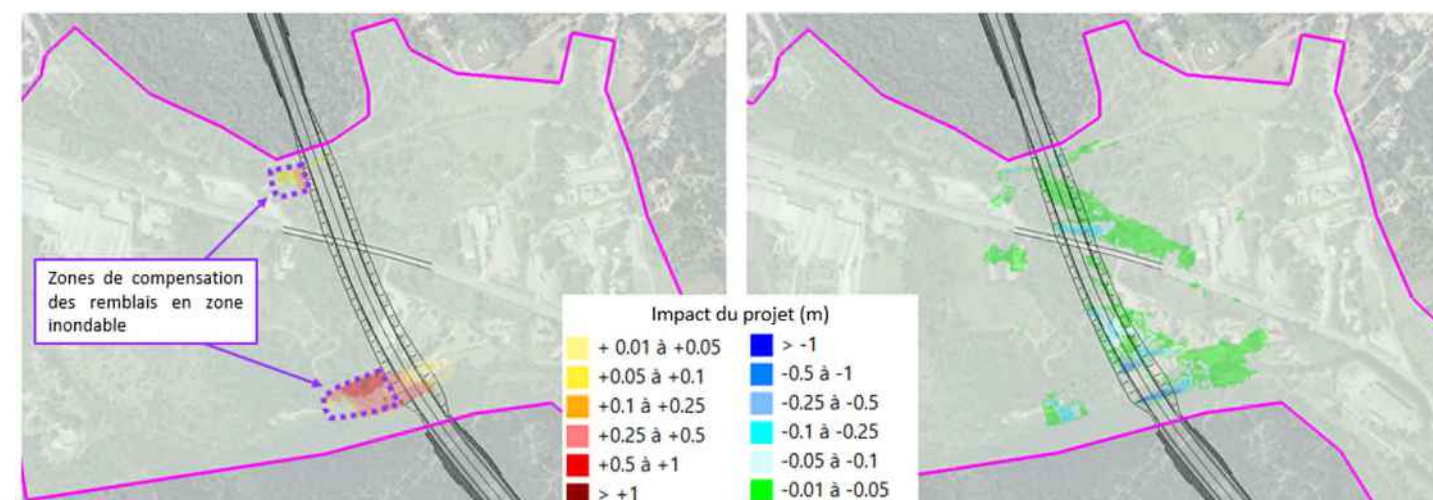 Zones de compensation
des remblais en zone
inondable
Impact du projet (m)
+ 0.01 à +0.05
+0.05 à +0.1
+0.1 à +0.25
+0.25 à +0.5
+0.5 à +1
> +1
> -1
-0.5 à -1
-0.25 à -0.5
-0.1 à -0.25
-0.05 à -0.1
-0.01 à -0.05